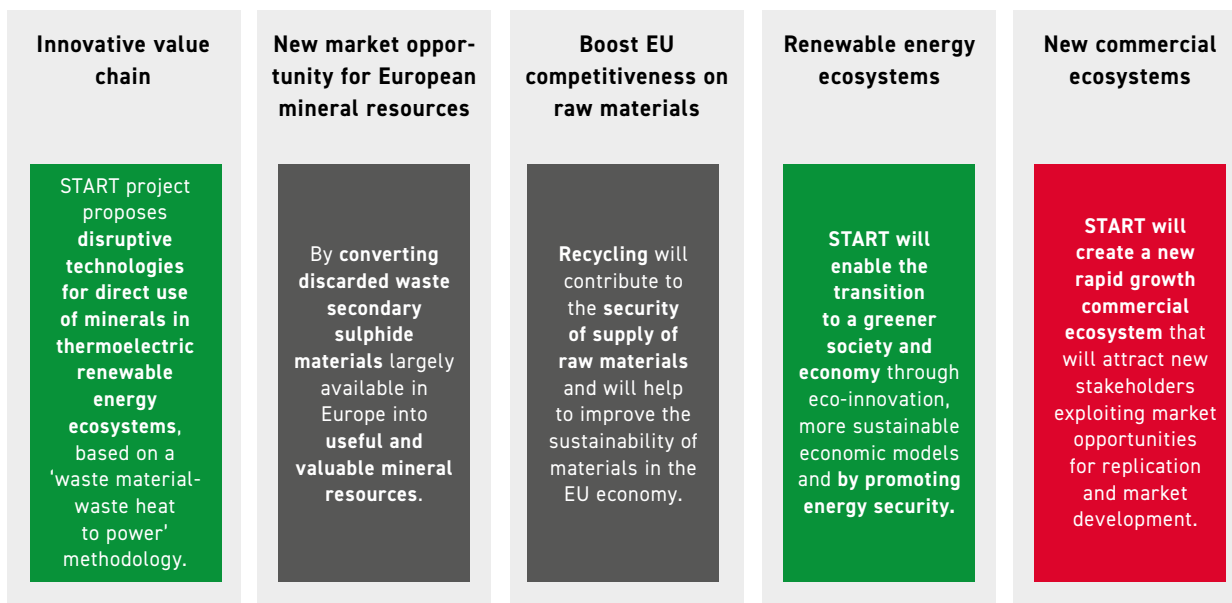 Innovative value
chain
START project
proposes
disruptive
technologies
for direct use
of minerals in
thermoelectric
renewable
energy
ecosystems,
based on a
'waste material-
waste heat
to power'
methodology.
New market oppor-
tunity for European
mineral resources
By converting
discarded waste
secondary
sulphide
materials largely
available in
Europe into
useful and
valuable mineral
resources.
Boost EU
competitiveness on
raw materials
Recycling will
contribute to
the security
of supply of
raw materials
and will help
to improve the
sustainability of
materials in the
EU economy.
Renewable energy
ecosystems
START will
enable the
transition
to a greener
society and
economy through
eco-innovation,
more sustainable
economic models
and by promoting
energy security.
New commercial
ecosystems
START will
create a new
rapid growth
commercial
ecosystem that
will attract new
stakeholders
exploiting market
opportunities
for replication
and market
development.